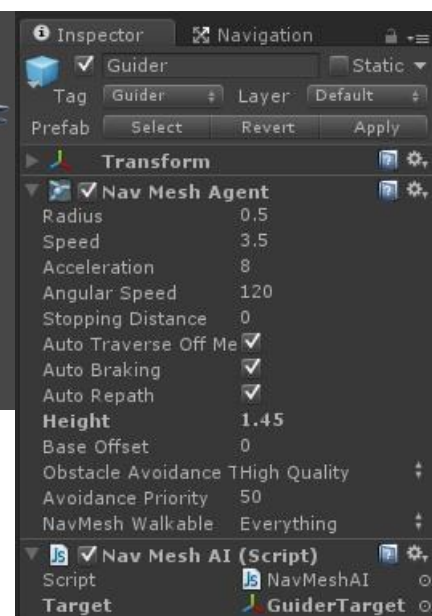 Inspector Navigation
Guider Static
Tag Guider Layer Default
Prefab Select Revert Apply
Transform
Nav Mesh Agent
Radius 0.5
Speed 3.5
Acceleration 8
Angular Speed 120
Stopping Distance 0
Auto Traverse Off Me
Auto Braking
Auto Repath
Height 1.45
Base Offset 0
Obstacle Avoidance T High Quality
Avoidance Priority 50
NavMesh Walkable Everything
Js Nav Mesh AI (Script)
Script Js NavMeshAI
Target GuiderTarget